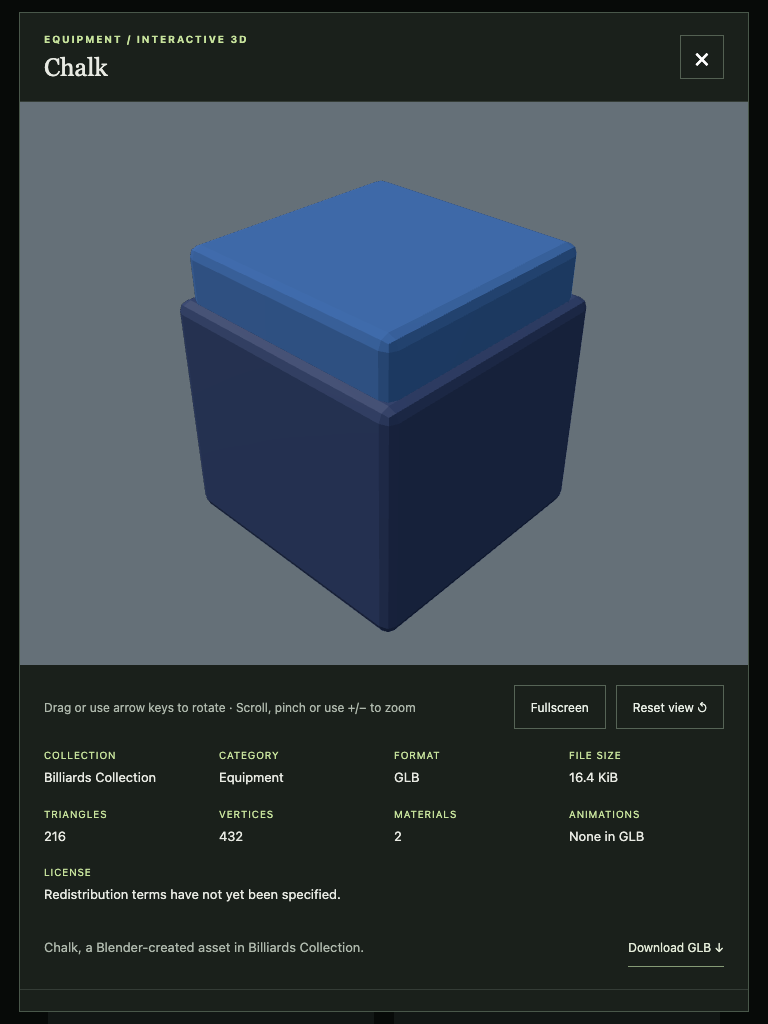 EQUIPMENT / INTERACTIVE 3D
Chalk
×
Drag or use arrow keys to rotate · Scroll, pinch or use +/− to zoom
Fullscreen
Reset view ↺
COLLECTION
Billiards Collection
CATEGORY
Equipment
FORMAT
GLB
FILE SIZE
16.4 KiB
TRIANGLES
216
VERTICES
432
MATERIALS
2
ANIMATIONS
None in GLB
LICENSE
Redistribution terms have not yet been specified.
Chalk, a Blender-created asset in Billiards Collection.
Download GLB ↓